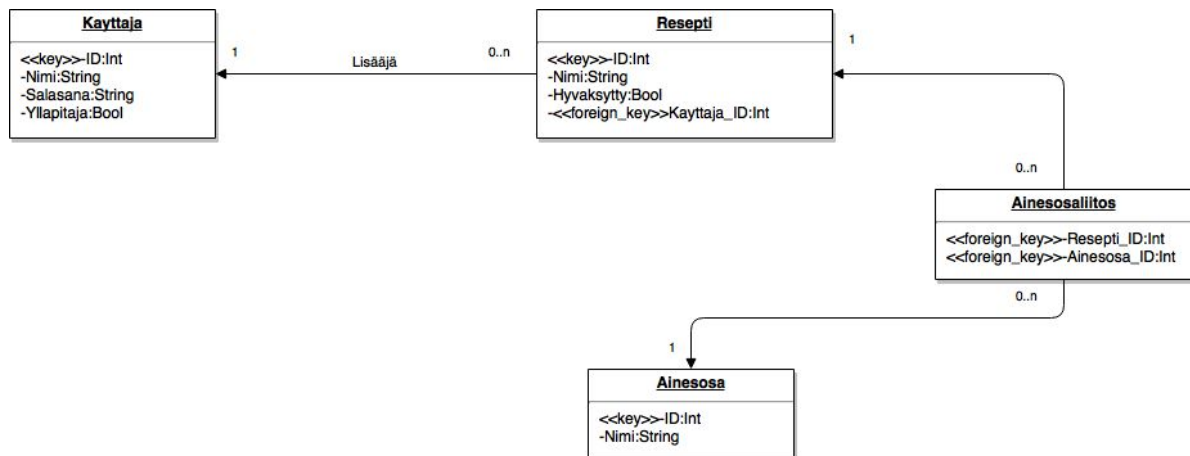 Kayttaja
<<key>>-ID:Int
-Nimi:String
-Salasana:String
-Yllapitaja:Bool
1
Lisääjä
0..n
Resepti
<<key>>-ID:Int
-Nimi:String
-Hyvaksytty:Bool
-<<foreign_key>>Kayttaja_ID:Int
1
0..n
Ainesosaliitos
<<foreign_key>>-Resepti_ID:Int
<<foreign_key>>-Ainesosa_ID:Int
0..n
1
Ainesosa
<<key>>-ID:Int
-Nimi:String